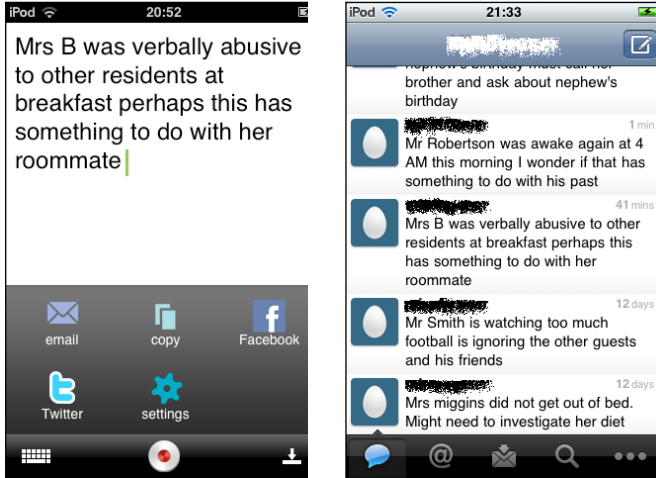 iPod 20:52
Mrs B was verbally abusive
to other residents at
breakfast perhaps this has
something to do with her
roommate
email copy Facebook
Twitter settings
iPod 21:33
brother and ask about nephew's
birthday
1 min
Mr Robertson was awake again at 4
AM this morning I wonder if that has
something to do with his past
41 mins
Mrs B was verbally abusive to other
residents at breakfast perhaps this
has something to do with her
roommate
12 days
Mr Smith is watching too much
football is ignoring the other guests
and his friends
12 days
Mrs miggins did not get out of bed.
Might need to investigate her diet